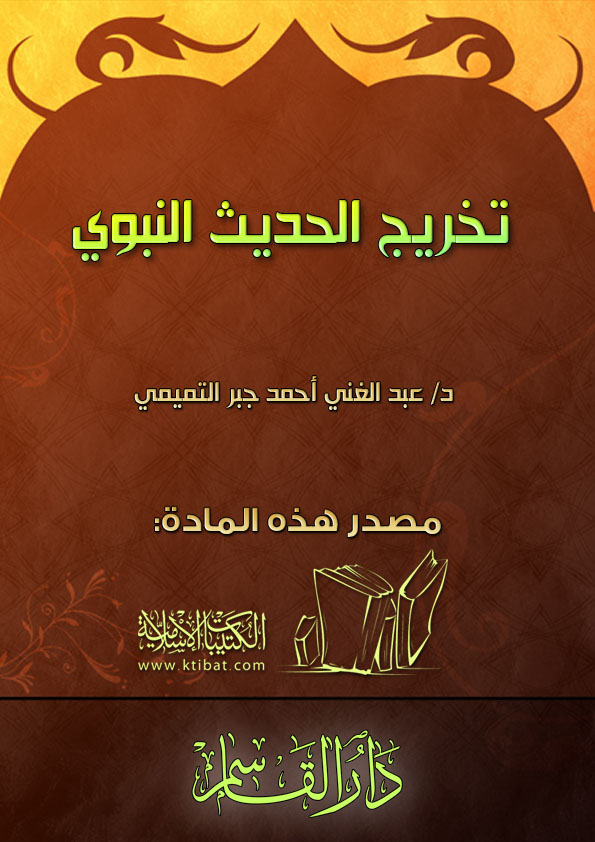 تخريج الحديث النبوي
د/ عبد الغني أحمد جبر التميمي
مصدر هذه المادة:
الكتيبات الإسلامية
www.ktibat.com
دار القاسم